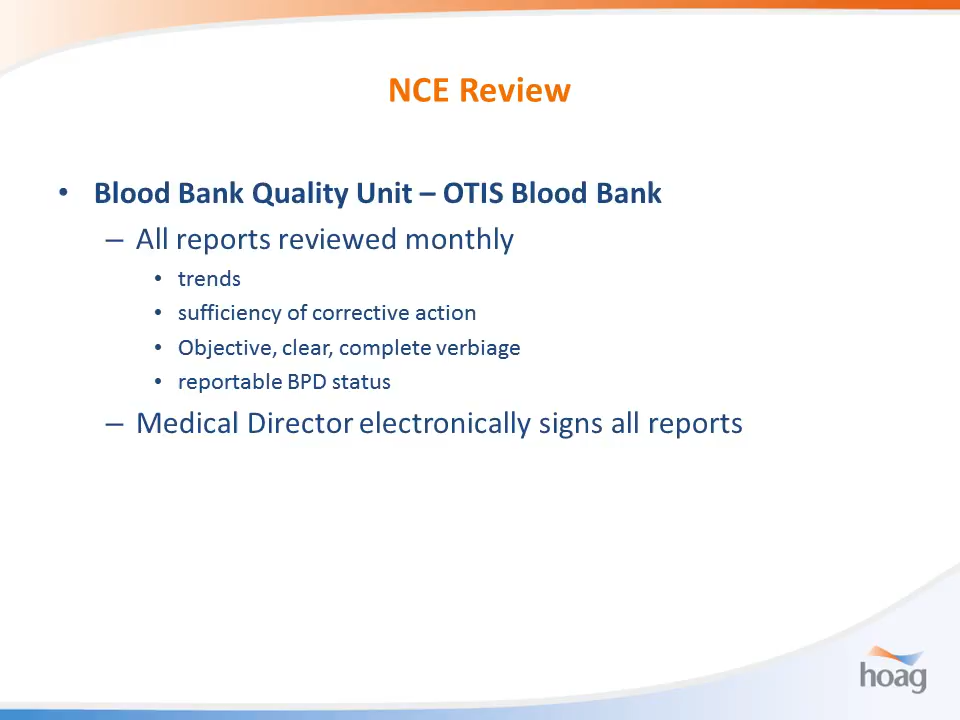 NCE Review
• Blood Bank Quality Unit – OTIS Blood Bank
– All reports reviewed monthly
• trends
• sufficiency of corrective action
• Objective, clear, complete verbiage
• reportable BPD status
– Medical Director electronically signs all reports
hoag